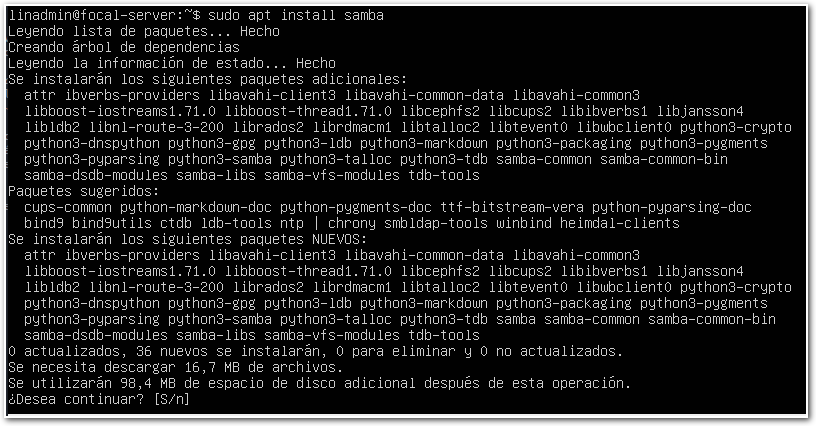 linadmin@focal-server:~$ sudo apt install samba
Leyendo lista de paquetes... Hecho
Creando árbol de dependencias
Leyendo la información de estado... Hecho
Se instalarán los siguientes paquetes adicionales:
attr ibverbs-providers libavahi-client3 libavahi-common-data libavahi-common3
libboost-iostreams1.71.0 libboost-thread1.71.0 libcephfs2 libcups2 libibverbs1 libjansson4
libldb2 libnl-route-3-200 librados2 librdmacm1 libtalloc2 libtevent0 libwbclient0 python3-crypto
python3-dnspython python3-gpg python3-ldb python3-markdown python3-packaging python3-pygments
python3-pyparsing python3-samba python3-talloc python3-tdb samba-common samba-common-bin
samba-dsdb-modules samba-libs samba-vfs-modules tdb-tools
Paquetes sugeridos:
cups-common python-markdown-doc python-pygments-doc ttf-bitstream-vera python-pyparsing-doc
bind9 bind9utils ctdb ldb-tools ntp | chrony smbldap-tools winbind heimdal-clients
Se instalarán los siguientes paquetes NUEVOS:
attr ibverbs-providers libavahi-client3 libavahi-common-data libavahi-common3
libboost-iostreams1.71.0 libboost-thread1.71.0 libcephfs2 libcups2 libibverbs1 libjansson4
libldb2 libnl-route-3-200 librados2 librdmacm1 libtalloc2 libtevent0 libwbclient0 python3-crypto
python3-dnspython python3-gpg python3-ldb python3-markdown python3-packaging python3-pygments
python3-pyparsing python3-samba python3-talloc python3-tdb samba samba-common samba-common-bin
samba-dsdb-modules samba-libs samba-vfs-modules tdb-tools
0 actualizados, 36 nuevos se instalarán, 0 para eliminar y 0 no actualizados.
Se necesita descargar 16,7 MB de archivos.
Se utilizarán 98,4 MB de espacio de disco adicional después de esta operación.
¿Desea continuar? [S/n]